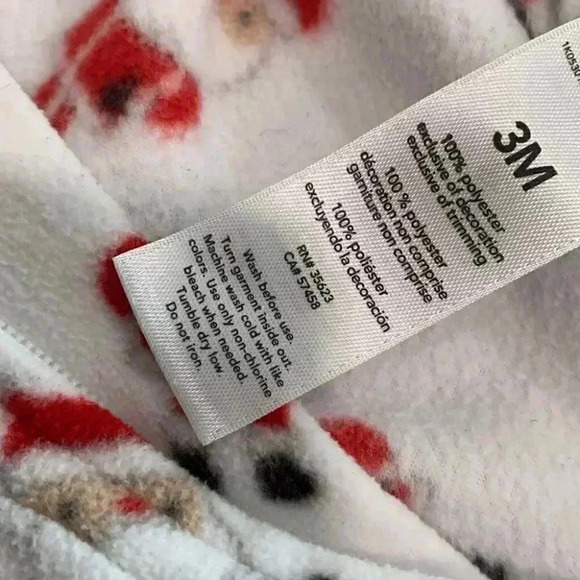 1K0530
3M
100% polyester
exclusive of decoration
exclusive of trimming
100 % polyester
décoration non comprise
garniture non comprise
100% poliéster
excluyendo la decoración
RN# 35623
CA# 57458
Wash before use.
Turn garment inside out.
Machine wash cold with like
colors. Use only non-chlorine
bleach when needed.
Tumble dry low
Do not iron.